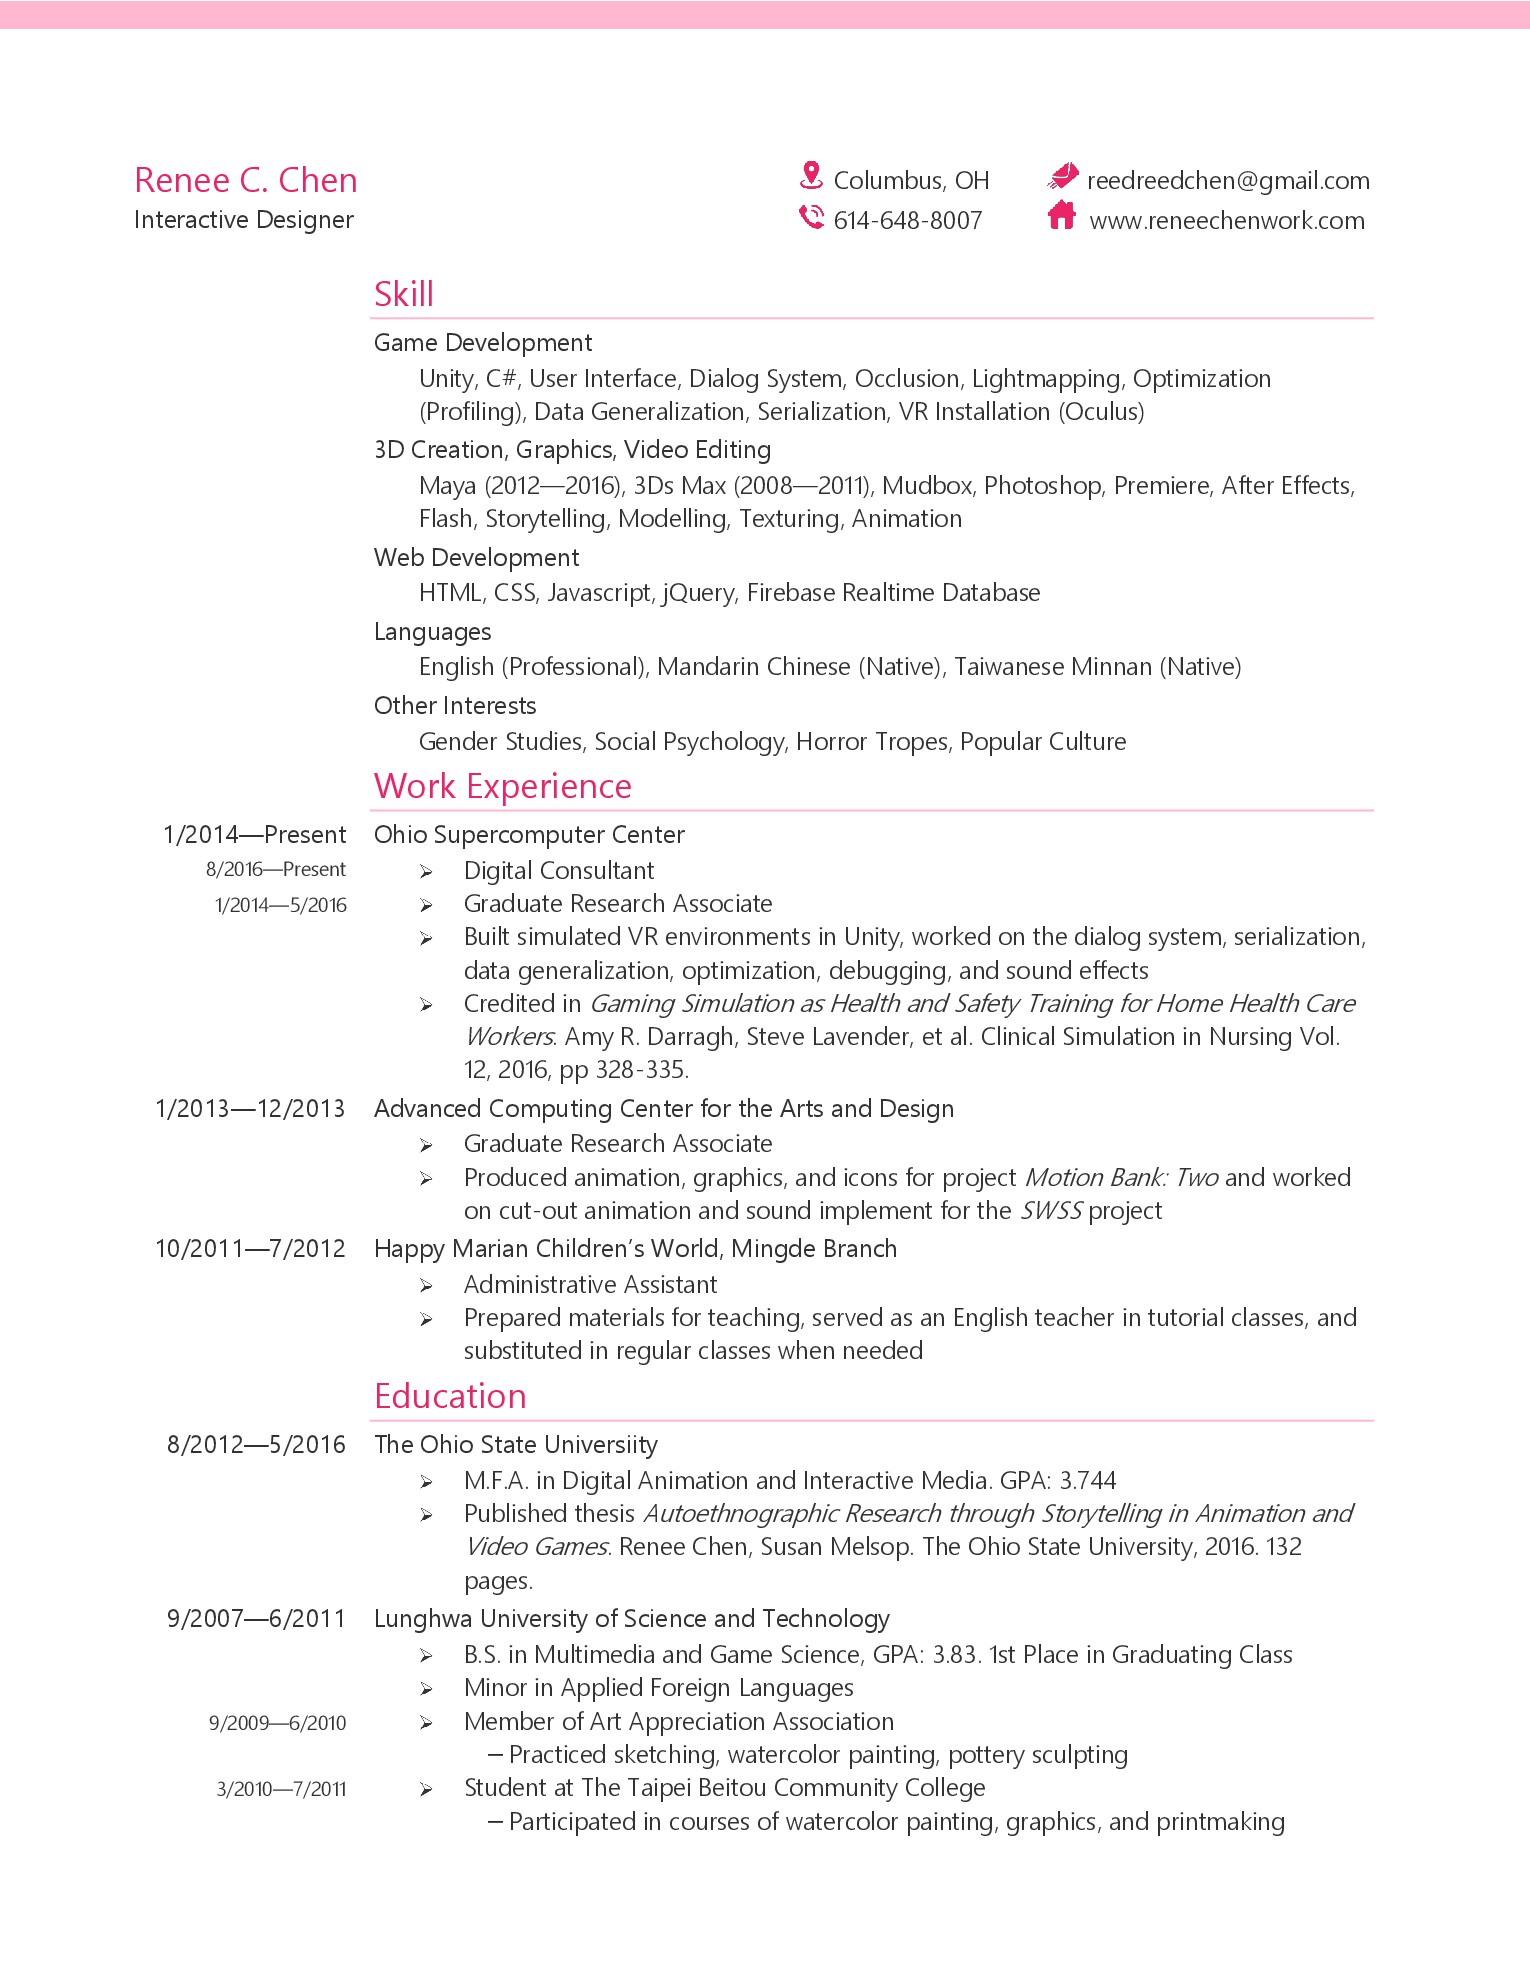 Renee C. Chen
Interactive Designer
Columbus, OH
reedreedchen@gmail.com
614-648-8007
www.reneechenwork.com
Skill
Game Development
Unity, C#, User Interface, Dialog System, Occlusion, Lightmapping, Optimization
(Profiling), Data Generalization, Serialization, VR Installation (Oculus)
3D Creation, Graphics, Video Editing
Maya (2012—2016), 3Ds Max (2008—2011), Mudbox, Photoshop, Premiere, After Effects,
Flash, Storytelling, Modelling, Texturing, Animation
Web Development
HTML, CSS, Javascript, jQuery, Firebase Realtime Database
Languages
English (Professional), Mandarin Chinese (Native), Taiwanese Minnan (Native)
Other Interests
Gender Studies, Social Psychology, Horror Tropes, Popular Culture
Work Experience
1/2014—Present Ohio Supercomputer Center
8/2016—Present ➢ Digital Consultant
1/2014—5/2016 ➢ Graduate Research Associate
➢ Built simulated VR environments in Unity, worked on the dialog system, serialization,
data generalization, optimization, debugging, and sound effects
➢ Credited in Gaming Simulation as Health and Safety Training for Home Health Care
Workers. Amy R. Darragh, Steve Lavender, et al. Clinical Simulation in Nursing Vol.
12, 2016, pp 328-335.
1/2013—12/2013 Advanced Computing Center for the Arts and Design
➢ Graduate Research Associate
➢ Produced animation, graphics, and icons for project Motion Bank: Two and worked
on cut-out animation and sound implement for the SWSS project
10/2011—7/2012 Happy Marian Children’s World, Mingde Branch
➢ Administrative Assistant
➢ Prepared materials for teaching, served as an English teacher in tutorial classes, and
substituted in regular classes when needed
Education
8/2012—5/2016 The Ohio State Universiity
➢ M.F.A. in Digital Animation and Interactive Media. GPA: 3.744
➢ Published thesis Autoethnographic Research through Storytelling in Animation and
Video Games. Renee Chen, Susan Melsop. The Ohio State University, 2016. 132
pages.
9/2007—6/2011 Lunghwa University of Science and Technology
➢ B.S. in Multimedia and Game Science, GPA: 3.83. 1st Place in Graduating Class
➢ Minor in Applied Foreign Languages
9/2009—6/2010 ➢ Member of Art Appreciation Association
– Practiced sketching, watercolor painting, pottery sculpting
3/2010—7/2011 ➢ Student at The Taipei Beitou Community College
– Participated in courses of watercolor painting, graphics, and printmaking